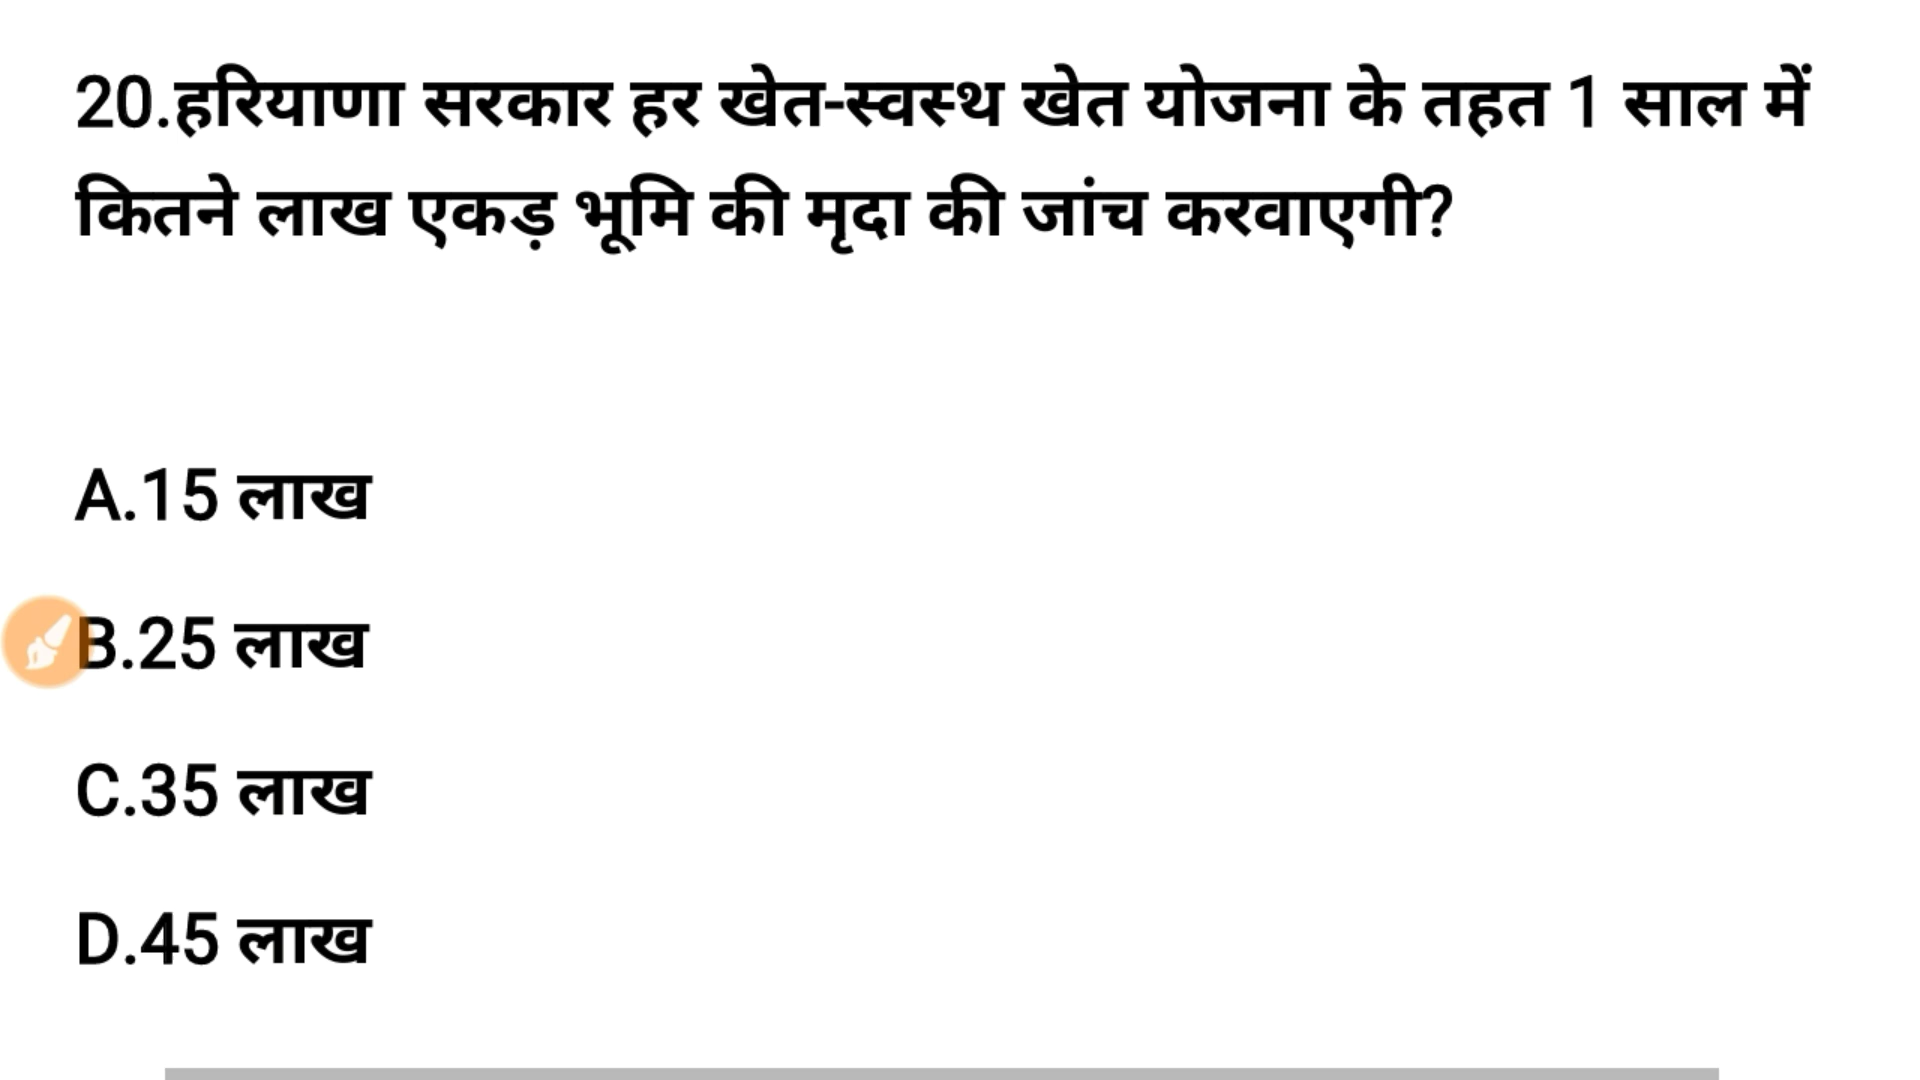 20.हरियाणा सरकार हर खेत-स्वस्थ खेत योजना के तहत 1 साल में
कितने लाख एकड़ भूमि की मृदा की जांच करवाएगी?
A.15 लाख
B.25 लाख
C.35 लाख
D.45 लाख